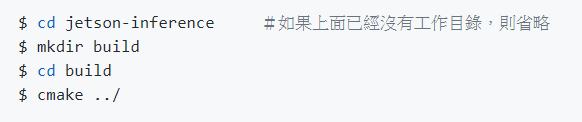 $ cd jetson-inference     #如果上面已經沒有工作目錄，則省略
$ mkdir build
$ cd build
$ cmake ../